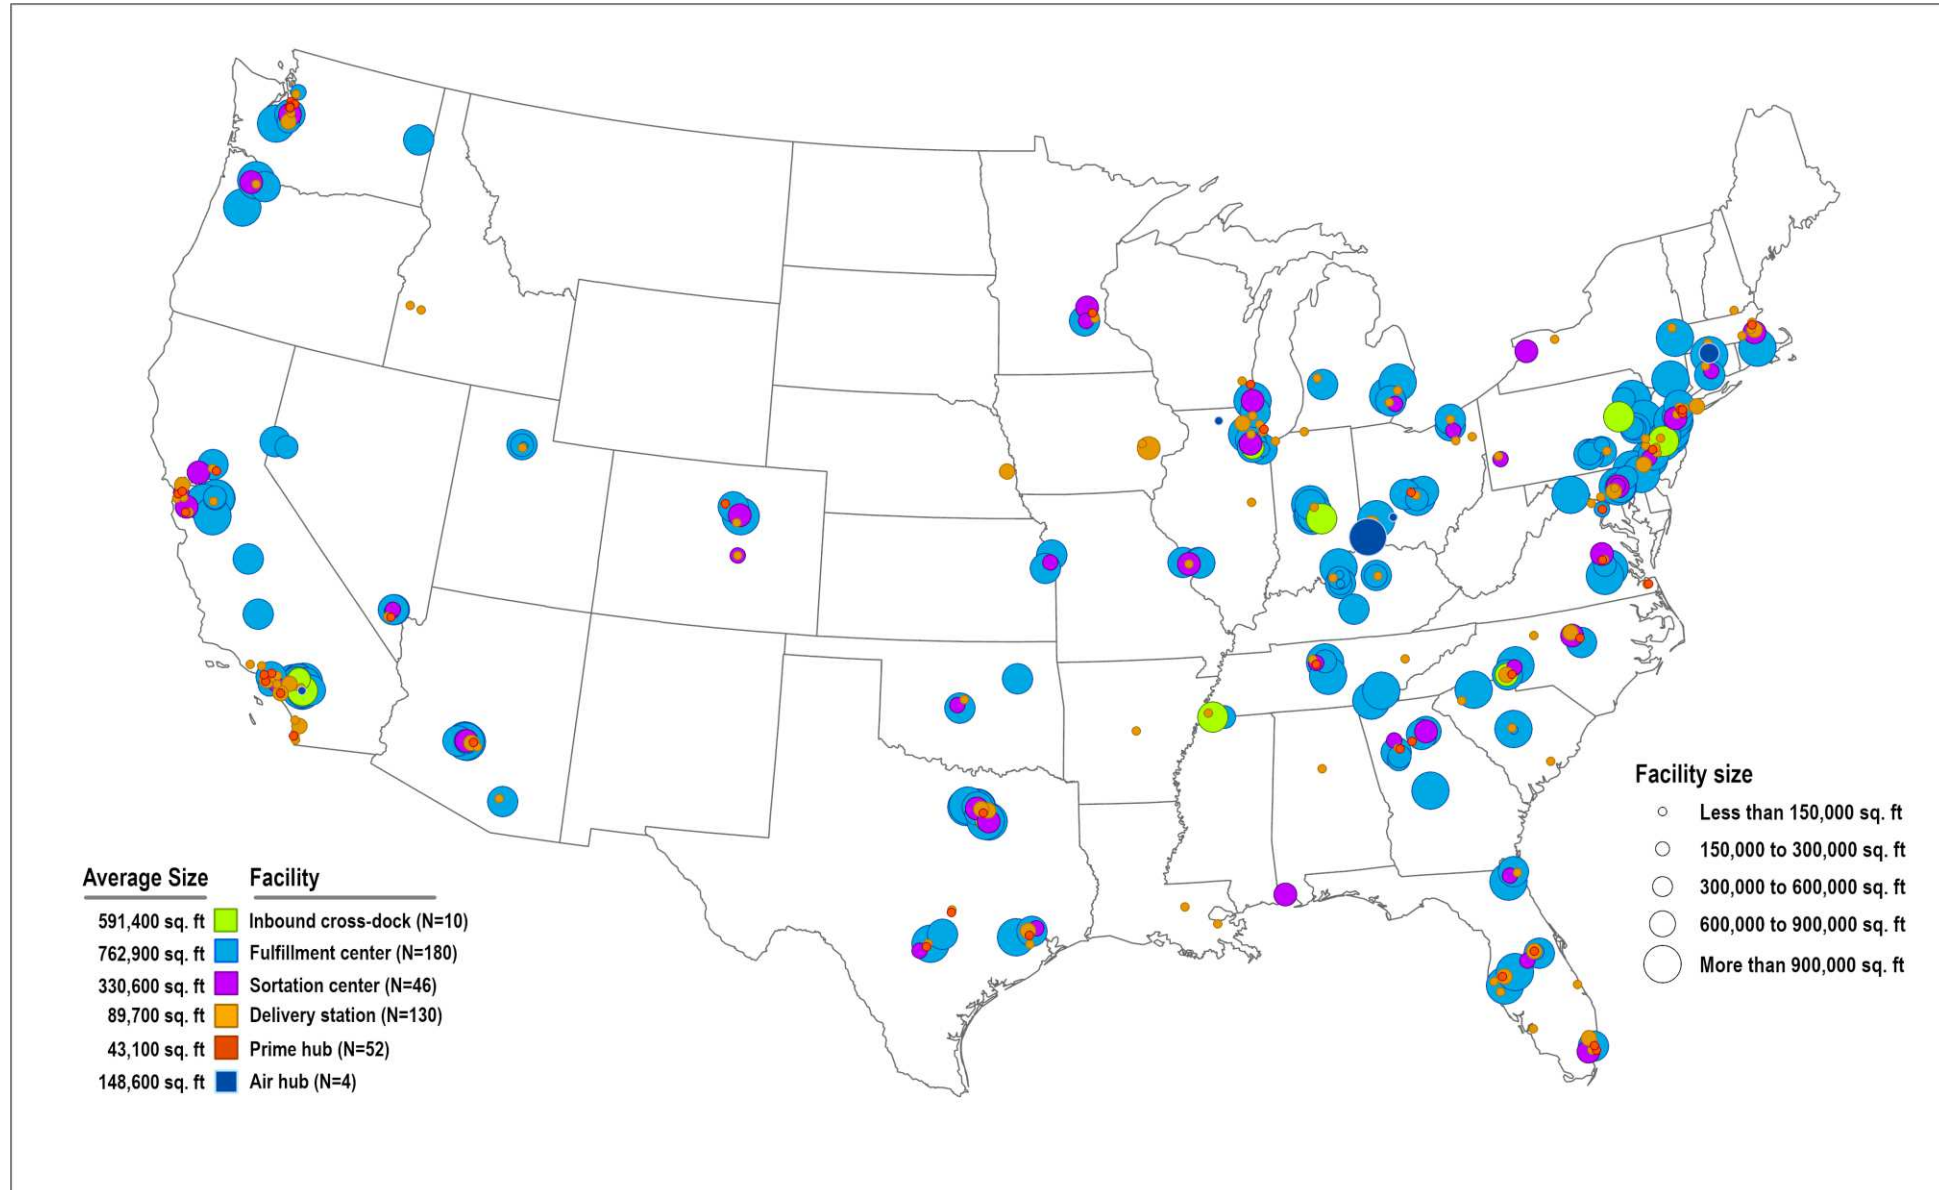 Facility size
Less than 150,000 sq. ft
150,000 to 300,000 sq. ft
300,000 to 600,000 sq. ft
600,000 to 900,000 sq. ft
More than 900,000 sq. ft
Average Size Facility
591,400 sq. ft Inbound cross-dock (N=10)
762,900 sq. ft Fulfillment center (N=180)
330,600 sq. ft Sortation center (N=46)
89,700 sq. ft Delivery station (N=130)
43,100 sq. ft Prime hub (N=52)
148,600 sq. ft Air hub (N=4)